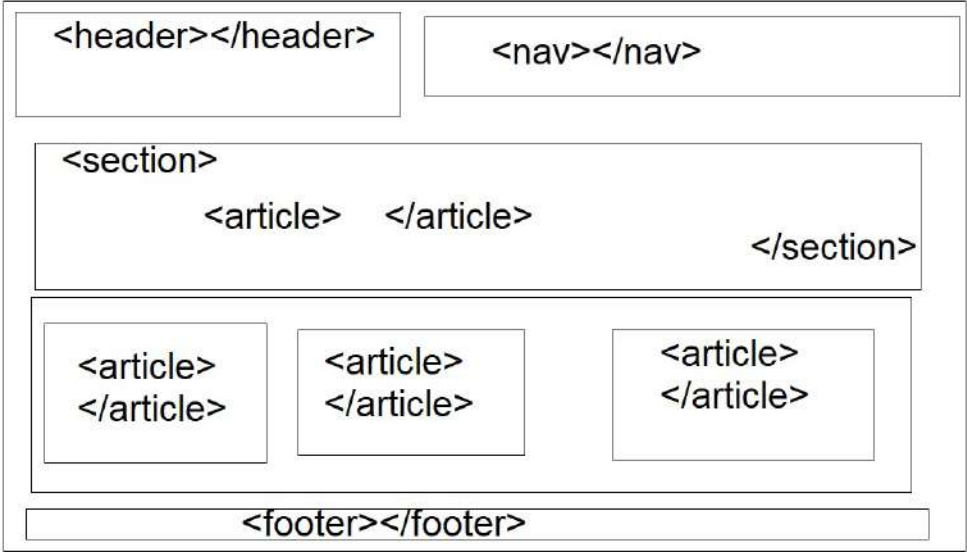 <header></header>
<nav></nav>
<section>
<article> </article>
</section>
<article>
</article>
<article>
</article>
<article>
</article>
<footer></footer>